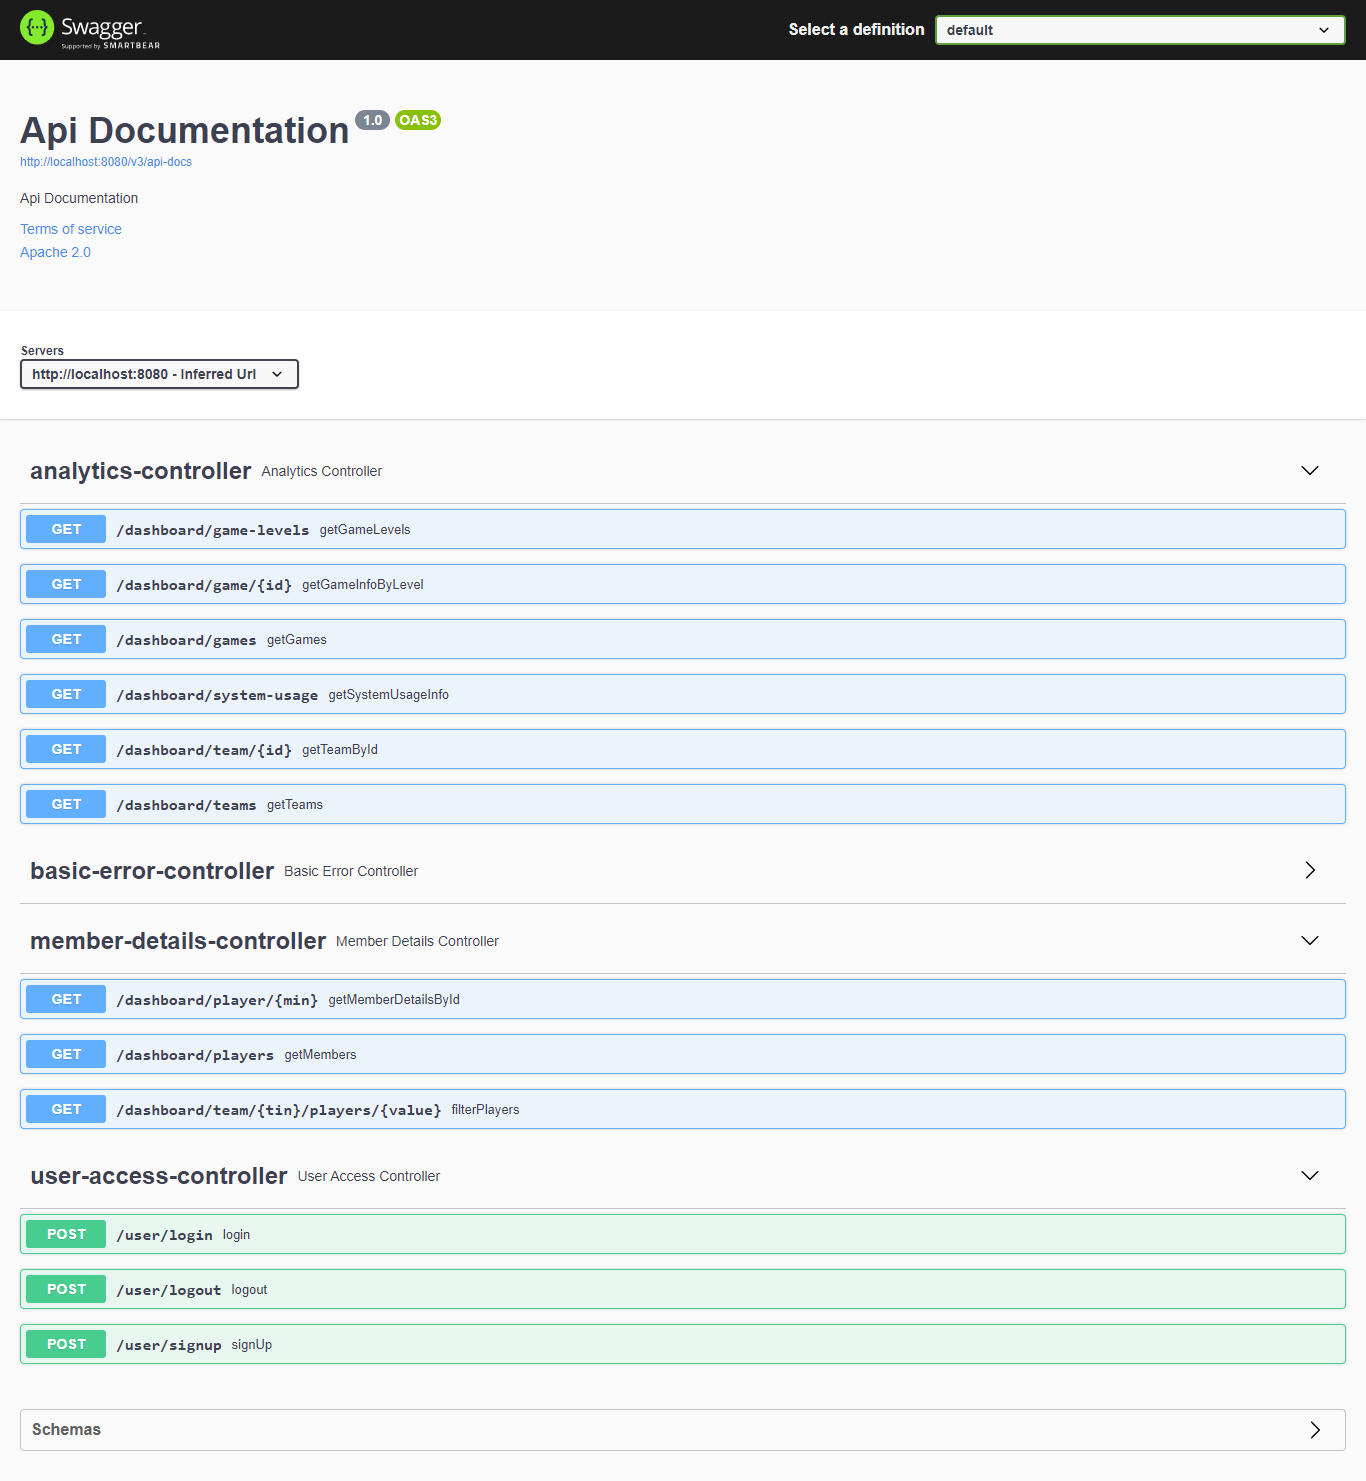 Swagger
Supported by SMARTBEAR
Select a definition
default
Api Documentation 1.0 OAS3
http://localhost:8080/v3/api-docs
Api Documentation
Terms of service
Apache 2.0
Servers
http://localhost:8080 - Inferred Url
analytics-controller Analytics Controller
GET /dashboard/game-levels getGameLevels
GET /dashboard/game/{id} getGameInfoByLevel
GET /dashboard/games getGames
GET /dashboard/system-usage getSystemUsageInfo
GET /dashboard/team/{id} getTeamById
GET /dashboard/teams getTeams
basic-error-controller Basic Error Controller
member-details-controller Member Details Controller
GET /dashboard/player/{min} getMemberDetailsById
GET /dashboard/players getMembers
GET /dashboard/team/{tin}/players/{value} filterPlayers
user-access-controller User Access Controller
POST /user/login login
POST /user/logout logout
POST /user/signup signUp
Schemas